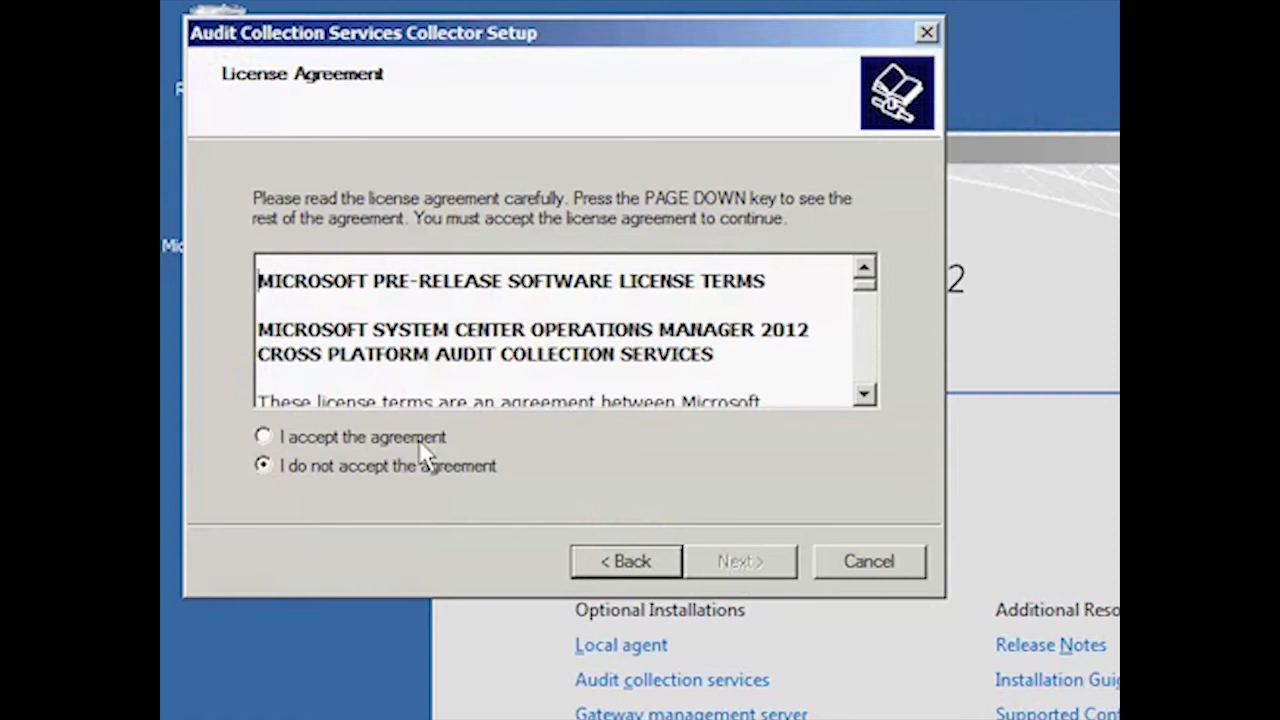 Audit Collection Services Collector Setup
License Agreement
Please read the license agreement carefully. Press the PAGE DOWN key to see the
rest of the agreement. You must accept the license agreement to continue.
MICROSOFT PRE-RELEASE SOFTWARE LICENSE TERMS
MICROSOFT SYSTEM CENTER OPERATIONS MANAGER 2012
CROSS PLATFORM AUDIT COLLECTION SERVICES
These license terms are an agreement between Microsoft
I accept the agreement
I do not accept the agreement
< Back
Next >
Cancel
2
Optional Installations
Local agent
Audit collection services
Gateway management server
Additional Reso
Release Notes
Installation Guid
Supported Cont